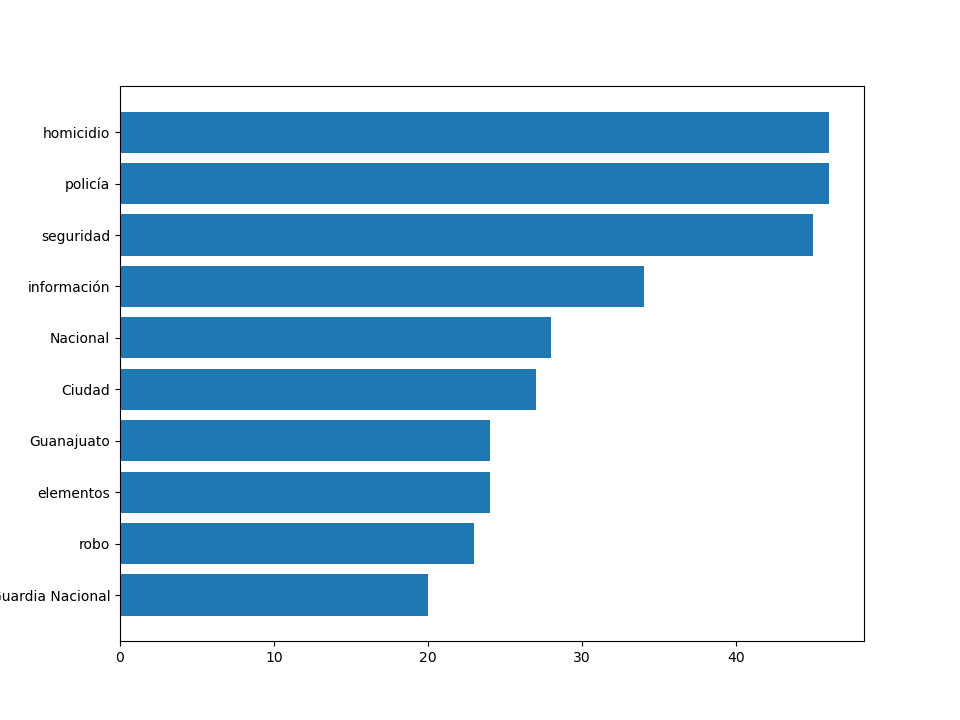 homicidio
policía
seguridad
información
Nacional
Ciudad
Guanajuato
elementos
robo
uardia Nacional
0 10 20 30 40